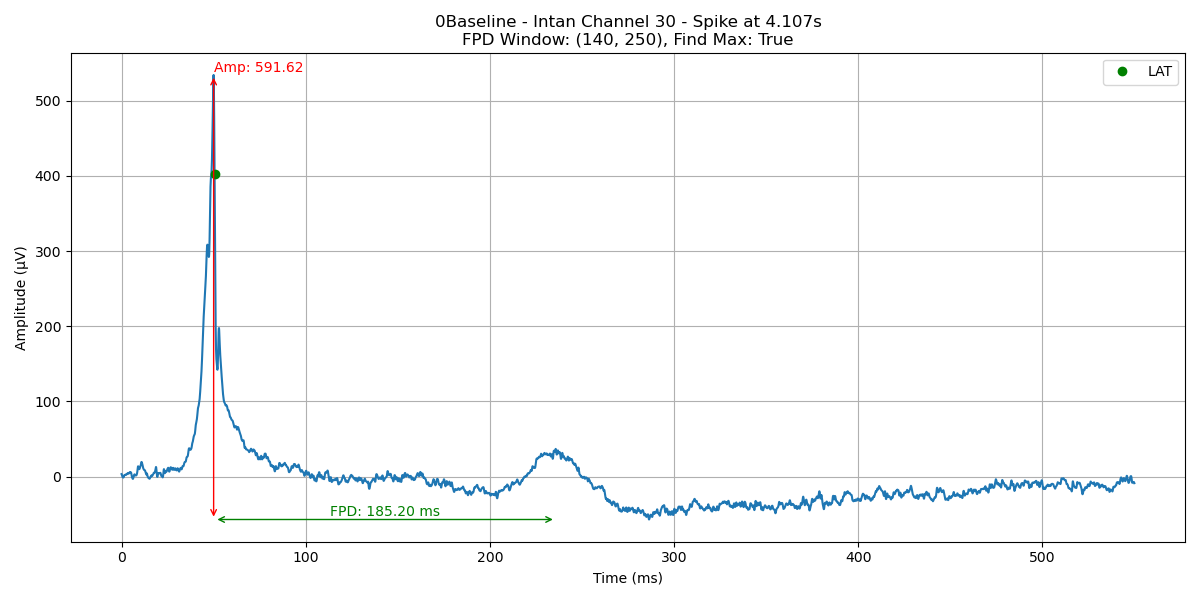 0Baseline - Intan Channel 30 - Spike at 4.107s
FPD Window: (140, 250), Find Max: True
Amp: 591.62
LAT
500
400
300
200
100
0
Amplitude (μV)
FPD: 185.20 ms
0 100 200 300 400 500
Time (ms)